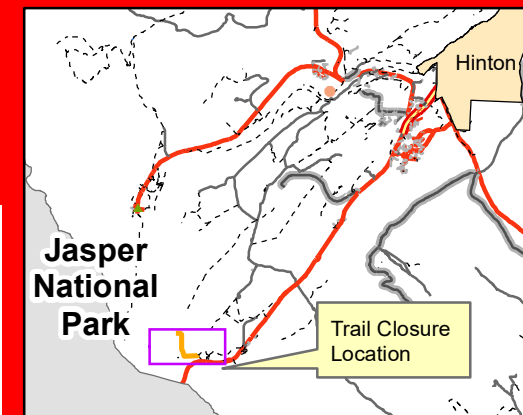 Hinton
Jasper
National
Park
Trail Closure
Location